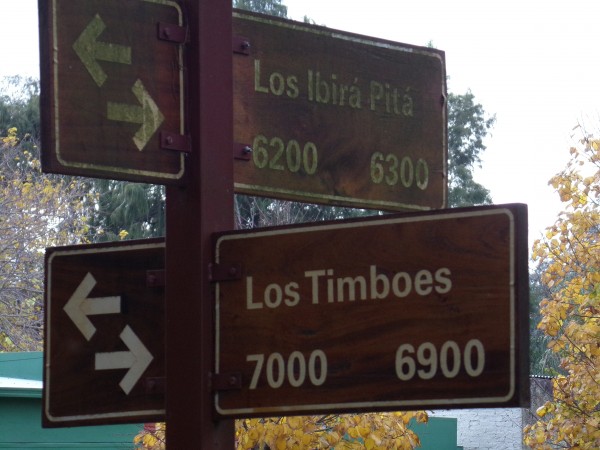 Los Ibirá Pitá
6200 6300
Los Timboes
7000 6900